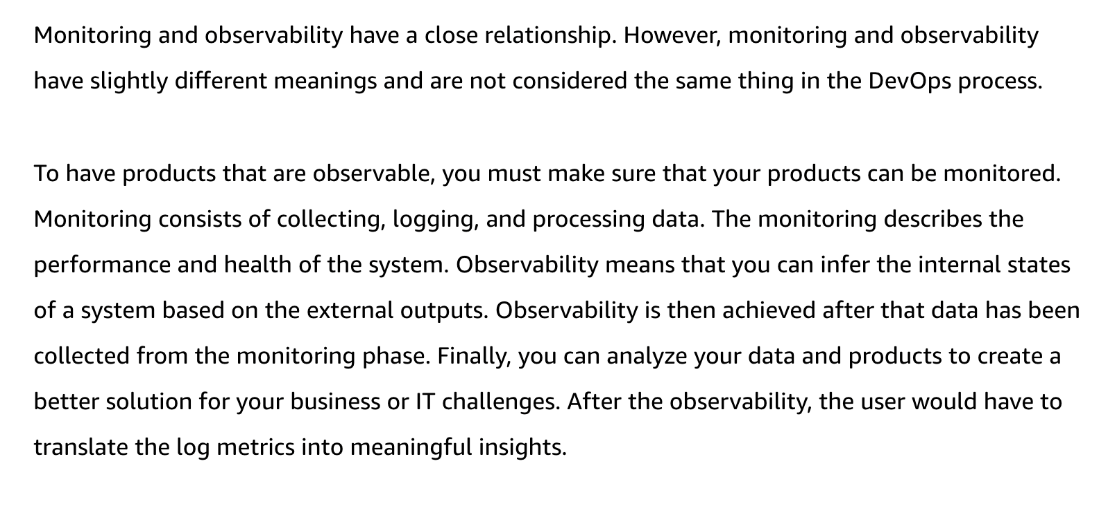 Monitoring and observability have a close relationship. However, monitoring and observability
have slightly different meanings and are not considered the same thing in the DevOps process.
To have products that are observable, you must make sure that your products can be monitored.
Monitoring consists of collecting, logging, and processing data. The monitoring describes the
performance and health of the system. Observability means that you can infer the internal states
of a system based on the external outputs. Observability is then achieved after that data has been
collected from the monitoring phase. Finally, you can analyze your data and products to create a
better solution for your business or IT challenges. After the observability, the user would have to
translate the log metrics into meaningful insights.